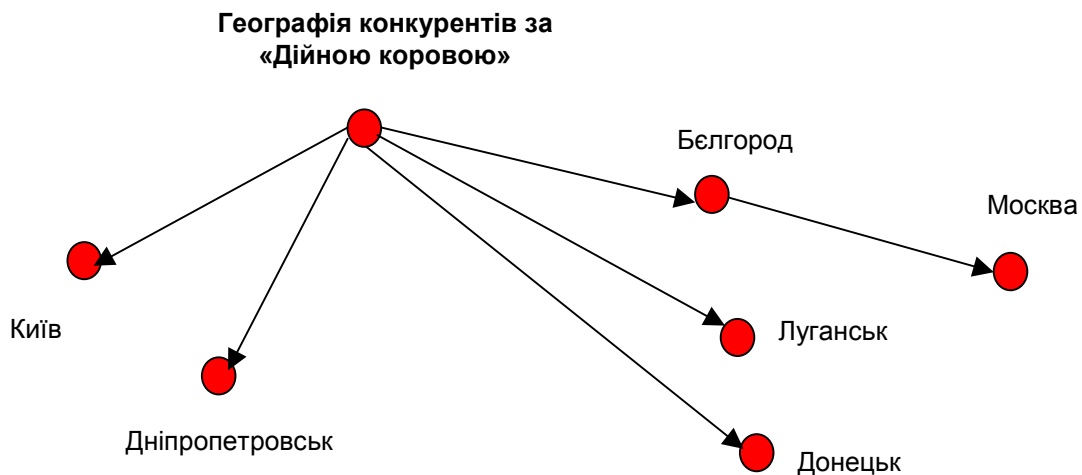 Географія конкурентів за
«Дійною коровою»
Бєлгород
Москва
Київ
Луганськ
Дніпропетровськ
Донецьк